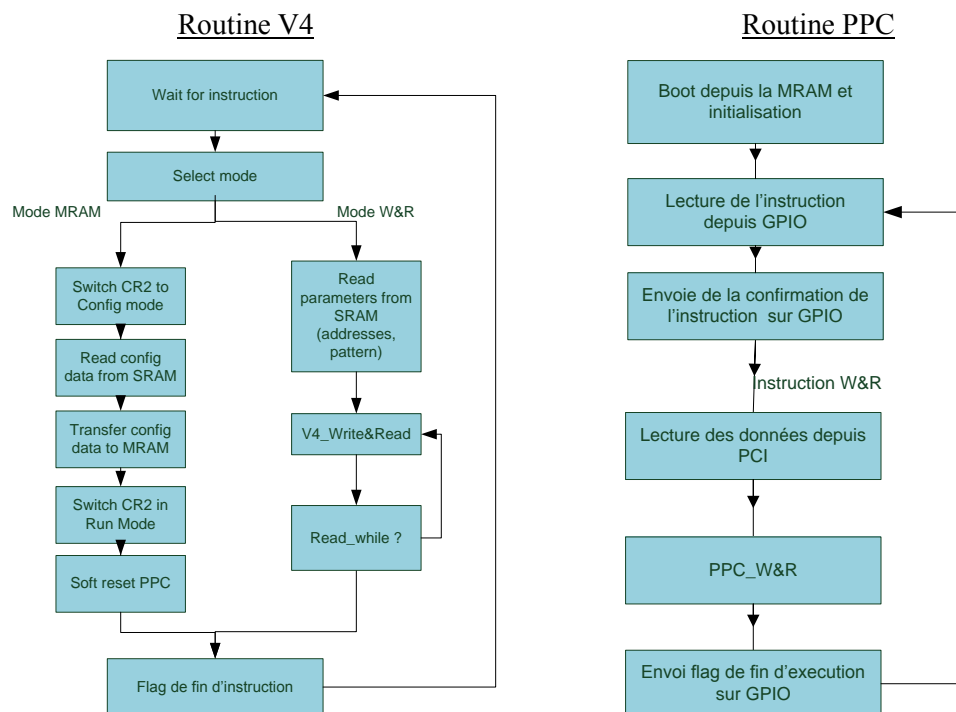 Routine V4
Wait for instruction
Select mode
Mode MRAM
Mode W&R
Switch CR2 to
Config mode
Read config
data from SRAM
Transfer config
data to MRAM
Switch CR2 in
Run Mode
Soft reset PPC
Read
parameters from
SRAM
(addresses,
pattern)
V4_Write&Read
Read_while ?
Flag de fin d’instruction
Routine PPC
Boot depuis la MRAM et
initialisation
Lecture de l’instruction
depuis GPIO
Envoie de la confirmation de
l’instruction sur GPIO
Instruction W&R
Lecture des données depuis
PCI
PPC_W&R
Envoi flag de fin d’execution
sur GPIO